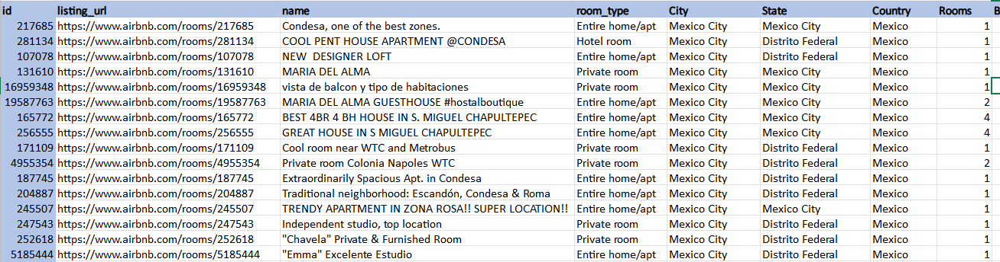 id listing_url name room_type City State Country Rooms B
217685 https://www.airbnb.com/rooms/217685 Condesa, one of the best zones. Entire home/apt Mexico City Mexico City Mexico 1
281134 https://www.airbnb.com/rooms/281134 COOL PENT HOUSE APARTMENT @CONDESA Hotel room Mexico City Distrito Federal Mexico 1
107078 https://www.airbnb.com/rooms/107078 NEW  DESIGNER LOFT Entire home/apt Mexico City Distrito Federal Mexico 1
131610 https://www.airbnb.com/rooms/131610 MARIA DEL ALMA Private room Mexico City Mexico City Mexico 1
16959348 https://www.airbnb.com/rooms/16959348 vista de balcon y tipo de habitaciones Private room Mexico City Mexico City Mexico 1
19587763 https://www.airbnb.com/rooms/19587763 MARIA DEL ALMA GUESTHOUSE #hostalboutique Entire home/apt Mexico City Mexico City Mexico 2
165772 https://www.airbnb.com/rooms/165772 BEST 4BR 4 BH HOUSE IN S. MIGUEL CHAPULTEPEC Entire home/apt Mexico City Mexico City Mexico 4
256555 https://www.airbnb.com/rooms/256555 GREAT HOUSE IN S MIGUEL CHAPULTEPEC Entire home/apt Mexico City Mexico City Mexico 4
171109 https://www.airbnb.com/rooms/171109 Cool room near WTC and Metrobus Private room Mexico City Distrito Federal Mexico 1
4955354 https://www.airbnb.com/rooms/4955354 Private room Colonia Napoles WTC Private room Mexico City Distrito Federal Mexico 2
187745 https://www.airbnb.com/rooms/187745 Extraordinarily Spacious Apt. in Condesa Entire home/apt Mexico City Distrito Federal Mexico 1
204887 https://www.airbnb.com/rooms/204887 Traditional neighborhood: Escandón, Condesa & Roma Entire home/apt Mexico City Distrito Federal Mexico 1
245507 https://www.airbnb.com/rooms/245507 TRENDY APARTMENT IN ZONA ROSA!! SUPER LOCATION!! Entire home/apt Mexico City Mexico City Mexico 1
247543 https://www.airbnb.com/rooms/247543 Independent studio, top location Private room Mexico City Distrito Federal Mexico 1
252618 https://www.airbnb.com/rooms/252618 "Chavela" Private & Furnished Room Private room Mexico City Distrito Federal Mexico 1
5185444 https://www.airbnb.com/rooms/5185444 "Emma" Excelente Estudio Entire home/apt Mexico City Distrito Federal Mexico 1